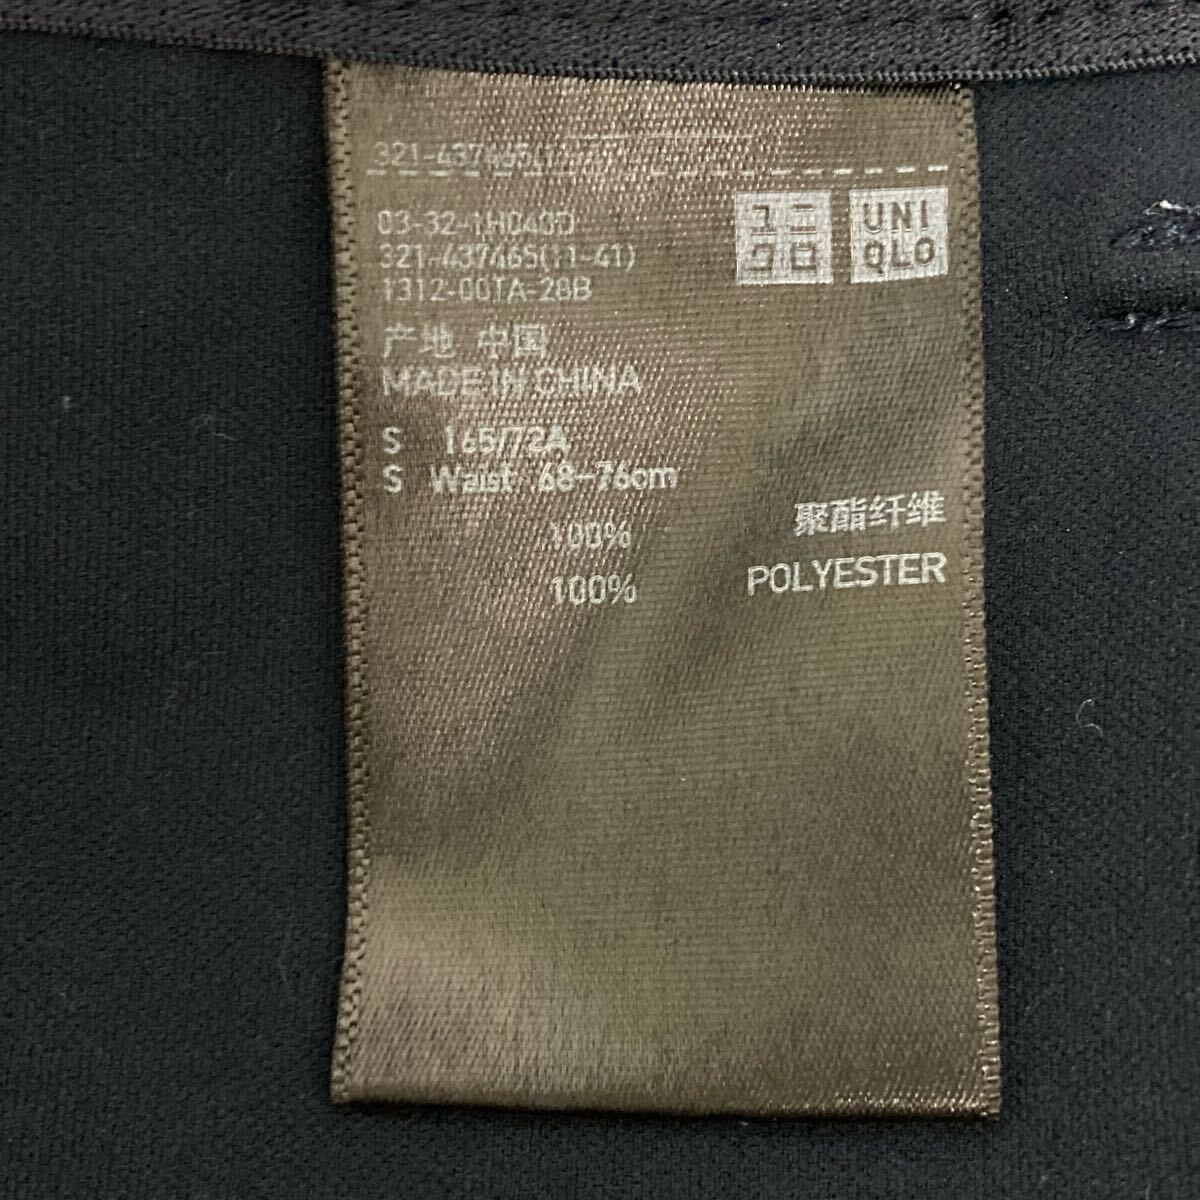 ユニ UNI
クロ QLO
03-32-1H040D
321-437465(11-41)
1312-00TA-28B
产地 中国
MADE IN CHINA
S 165/72A
S Waist 68-76cm
100% 聚酯纤维
100% POLYESTER